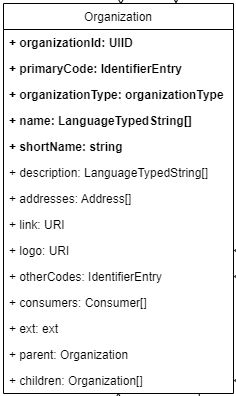 Organization
+ organizationId: UIID
+ primaryCode: IdentifierEntry
+ organizationType: organizationType
+ name: LanguageTypedString[]
+ shortName: string
+ description: LanguageTypedString[]
+ addresses: Address[]
+ link: URI
+ logo: URI
+ otherCodes: IdentifierEntry
+ consumers: Consumer[]
+ ext: ext
+ parent: Organization
+ children: Organization[]